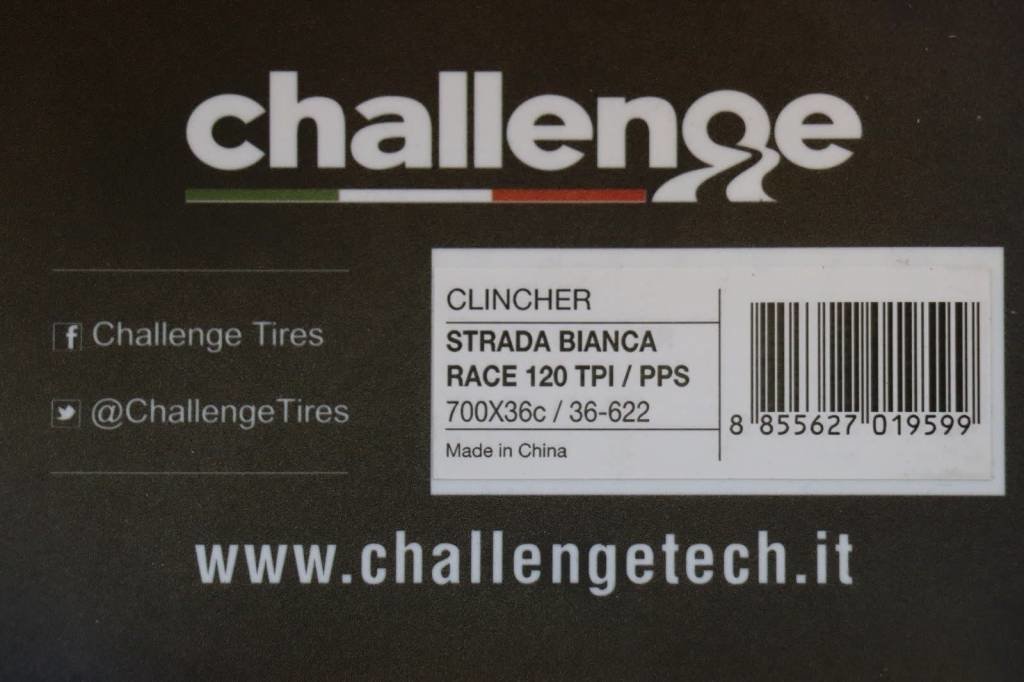 challenge
Challenge Tires
@ChallengeTires
CLINCHER
STRADA BIANCA
RACE 120 TPI / PPS
700X36c / 36-622
Made in China
8 855627 019599
www.challengetech.it